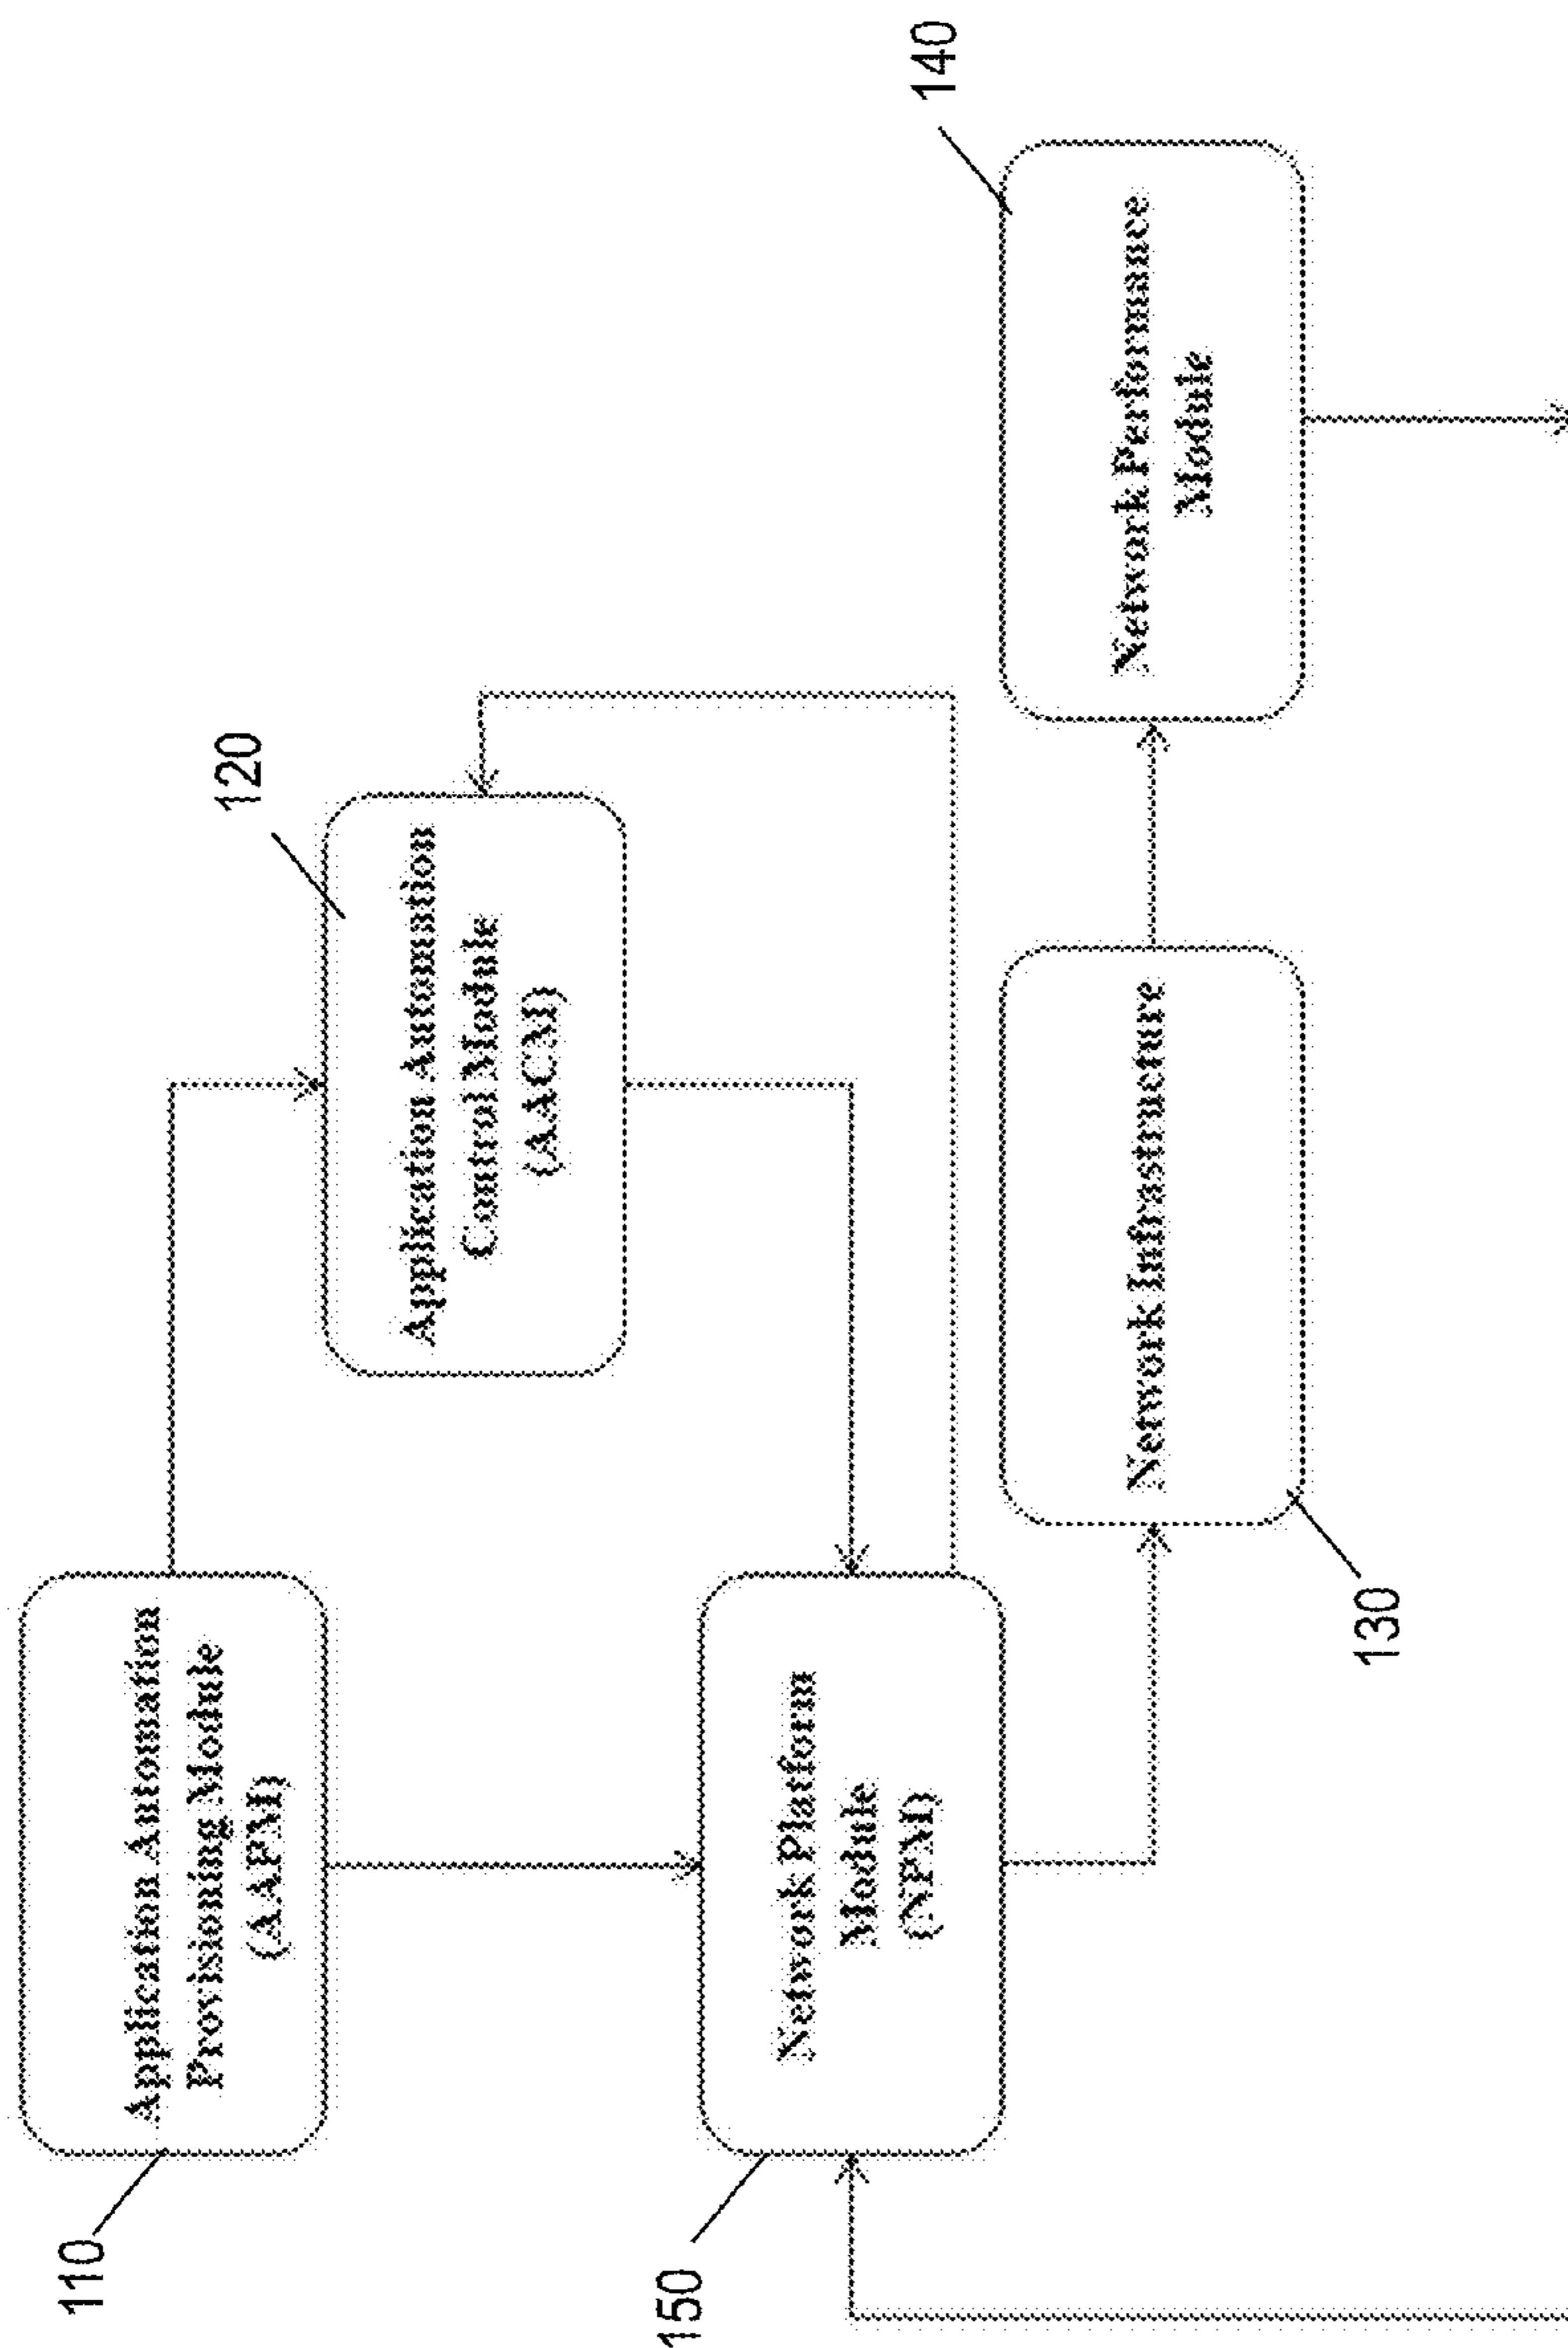 110
Application Automation
Provisioning Module
(AAPM)
120
Application Automation
Control Module
(AACM)
150
Network Platform
Module
(NPM)
130
Network Infrastructure
140
Network Performance
Module